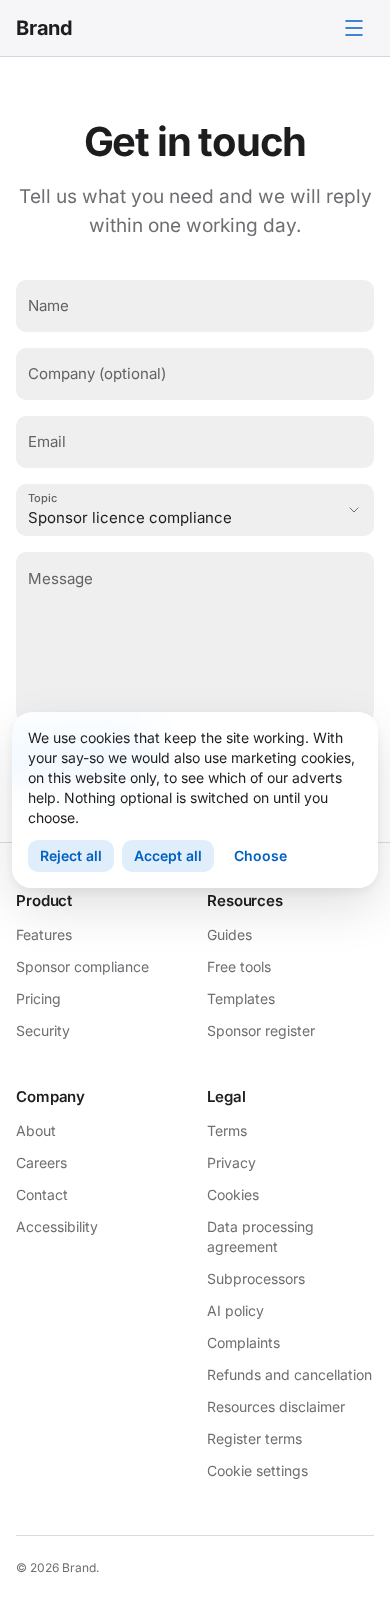 Brand
Get in touch
Tell us what you need and we will reply
within one working day.
Name
Company (optional)
Email
Topic
Sponsor licence compliance
Message
We use cookies that keep the site working. With
your say-so we would also use marketing cookies,
on this website only, to see which of our adverts
help. Nothing optional is switched on until you
choose.
Reject all
Accept all
Choose
Product
Features
Sponsor compliance
Pricing
Security
Resources
Guides
Free tools
Templates
Sponsor register
Company
About
Careers
Contact
Accessibility
Legal
Terms
Privacy
Cookies
Data processing
agreement
Subprocessors
AI policy
Complaints
Refunds and cancellation
Resources disclaimer
Register terms
Cookie settings
© 2026 Brand.